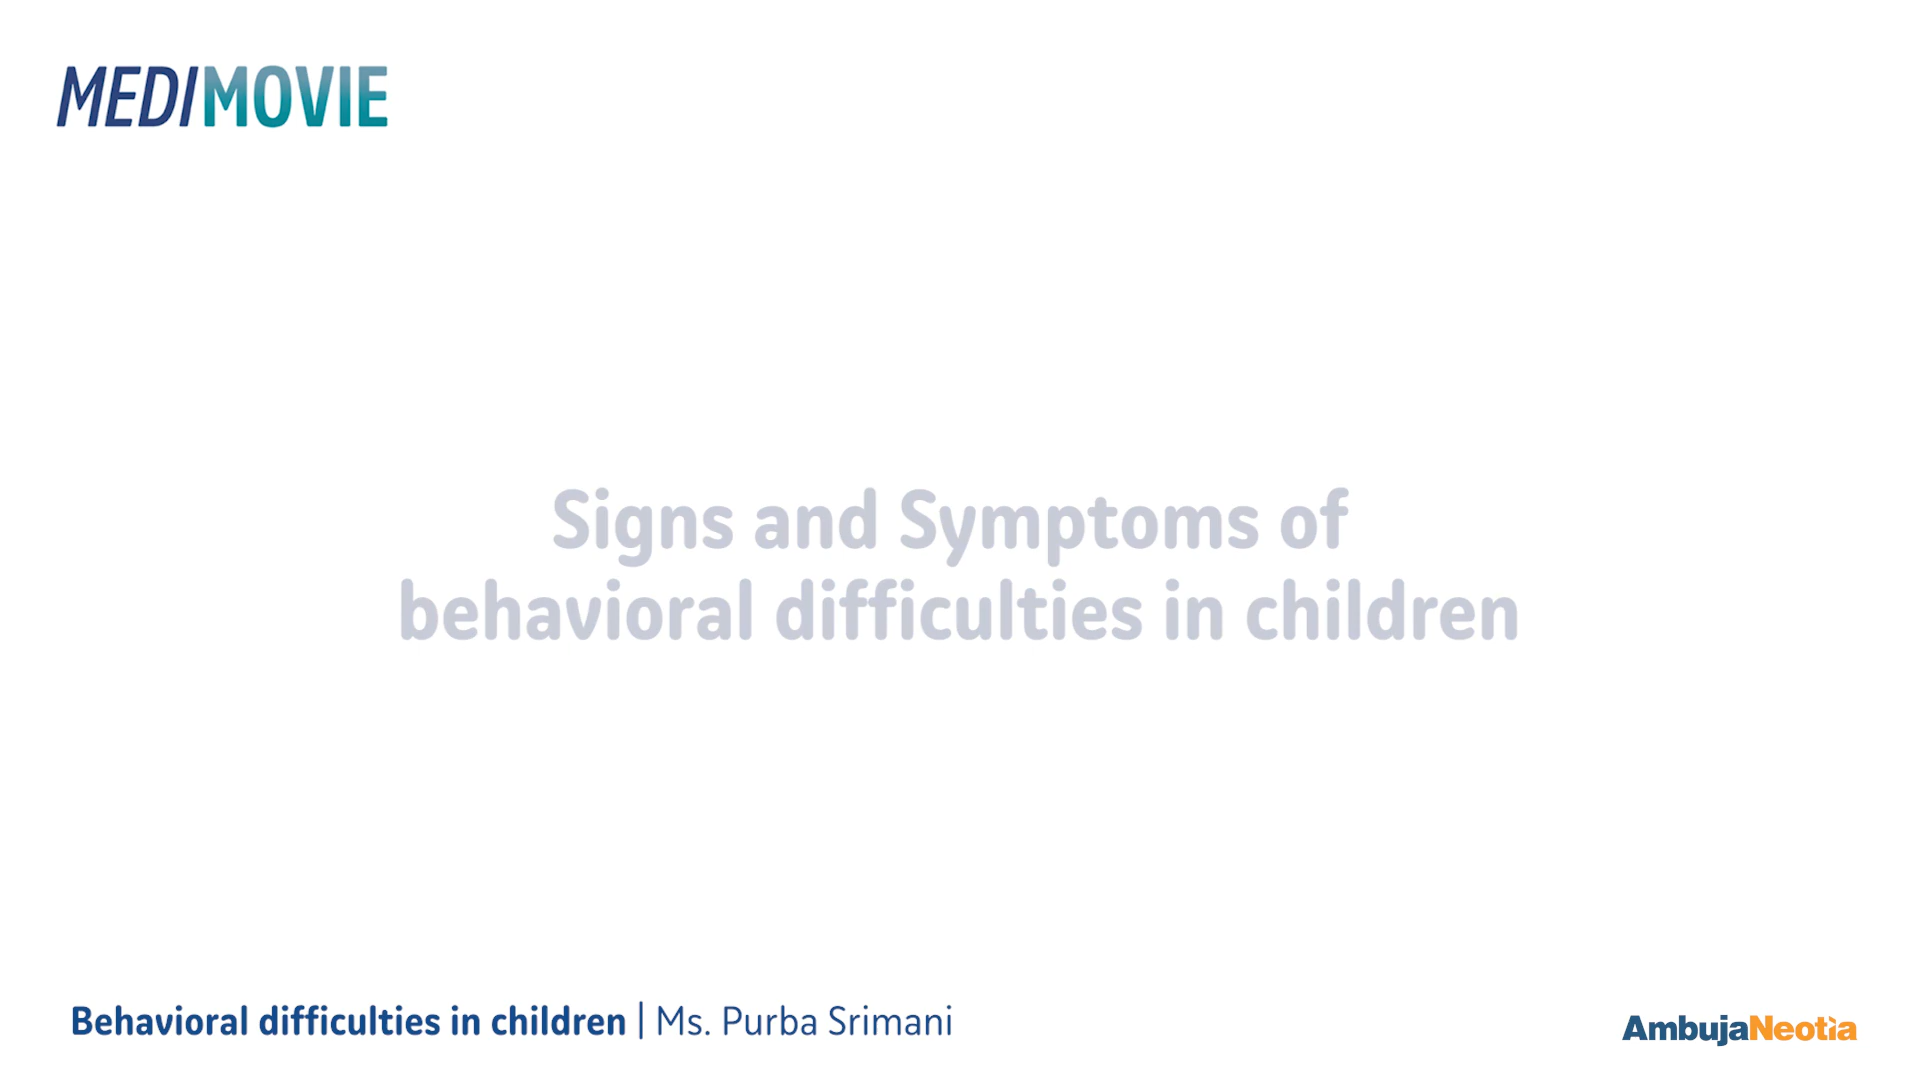 MEDIMOVIE
Signs and Symptoms of
behavioral difficulties in children
Behavioral difficulties in children | Ms. Purba Srimani
AmbujaNeotia